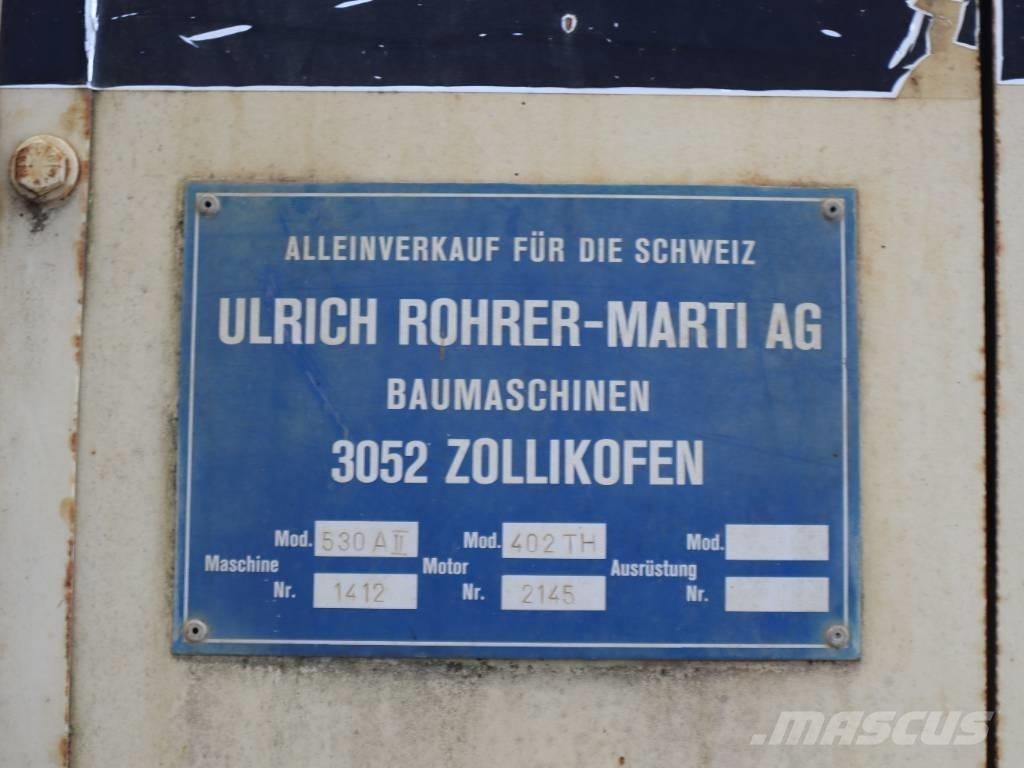 ALLEINVERKAUF FÜR DIE SCHWEIZ
ULRICH ROHRER-MARTI AG
BAUMASCHINEN
3052 ZOLLIKOFEN
Mod. 530 A II Mod. 402 TH Mod.
Maschine Motor Ausrüstung
Nr. 1412 Nr. 2145 Nr.
MASCUS